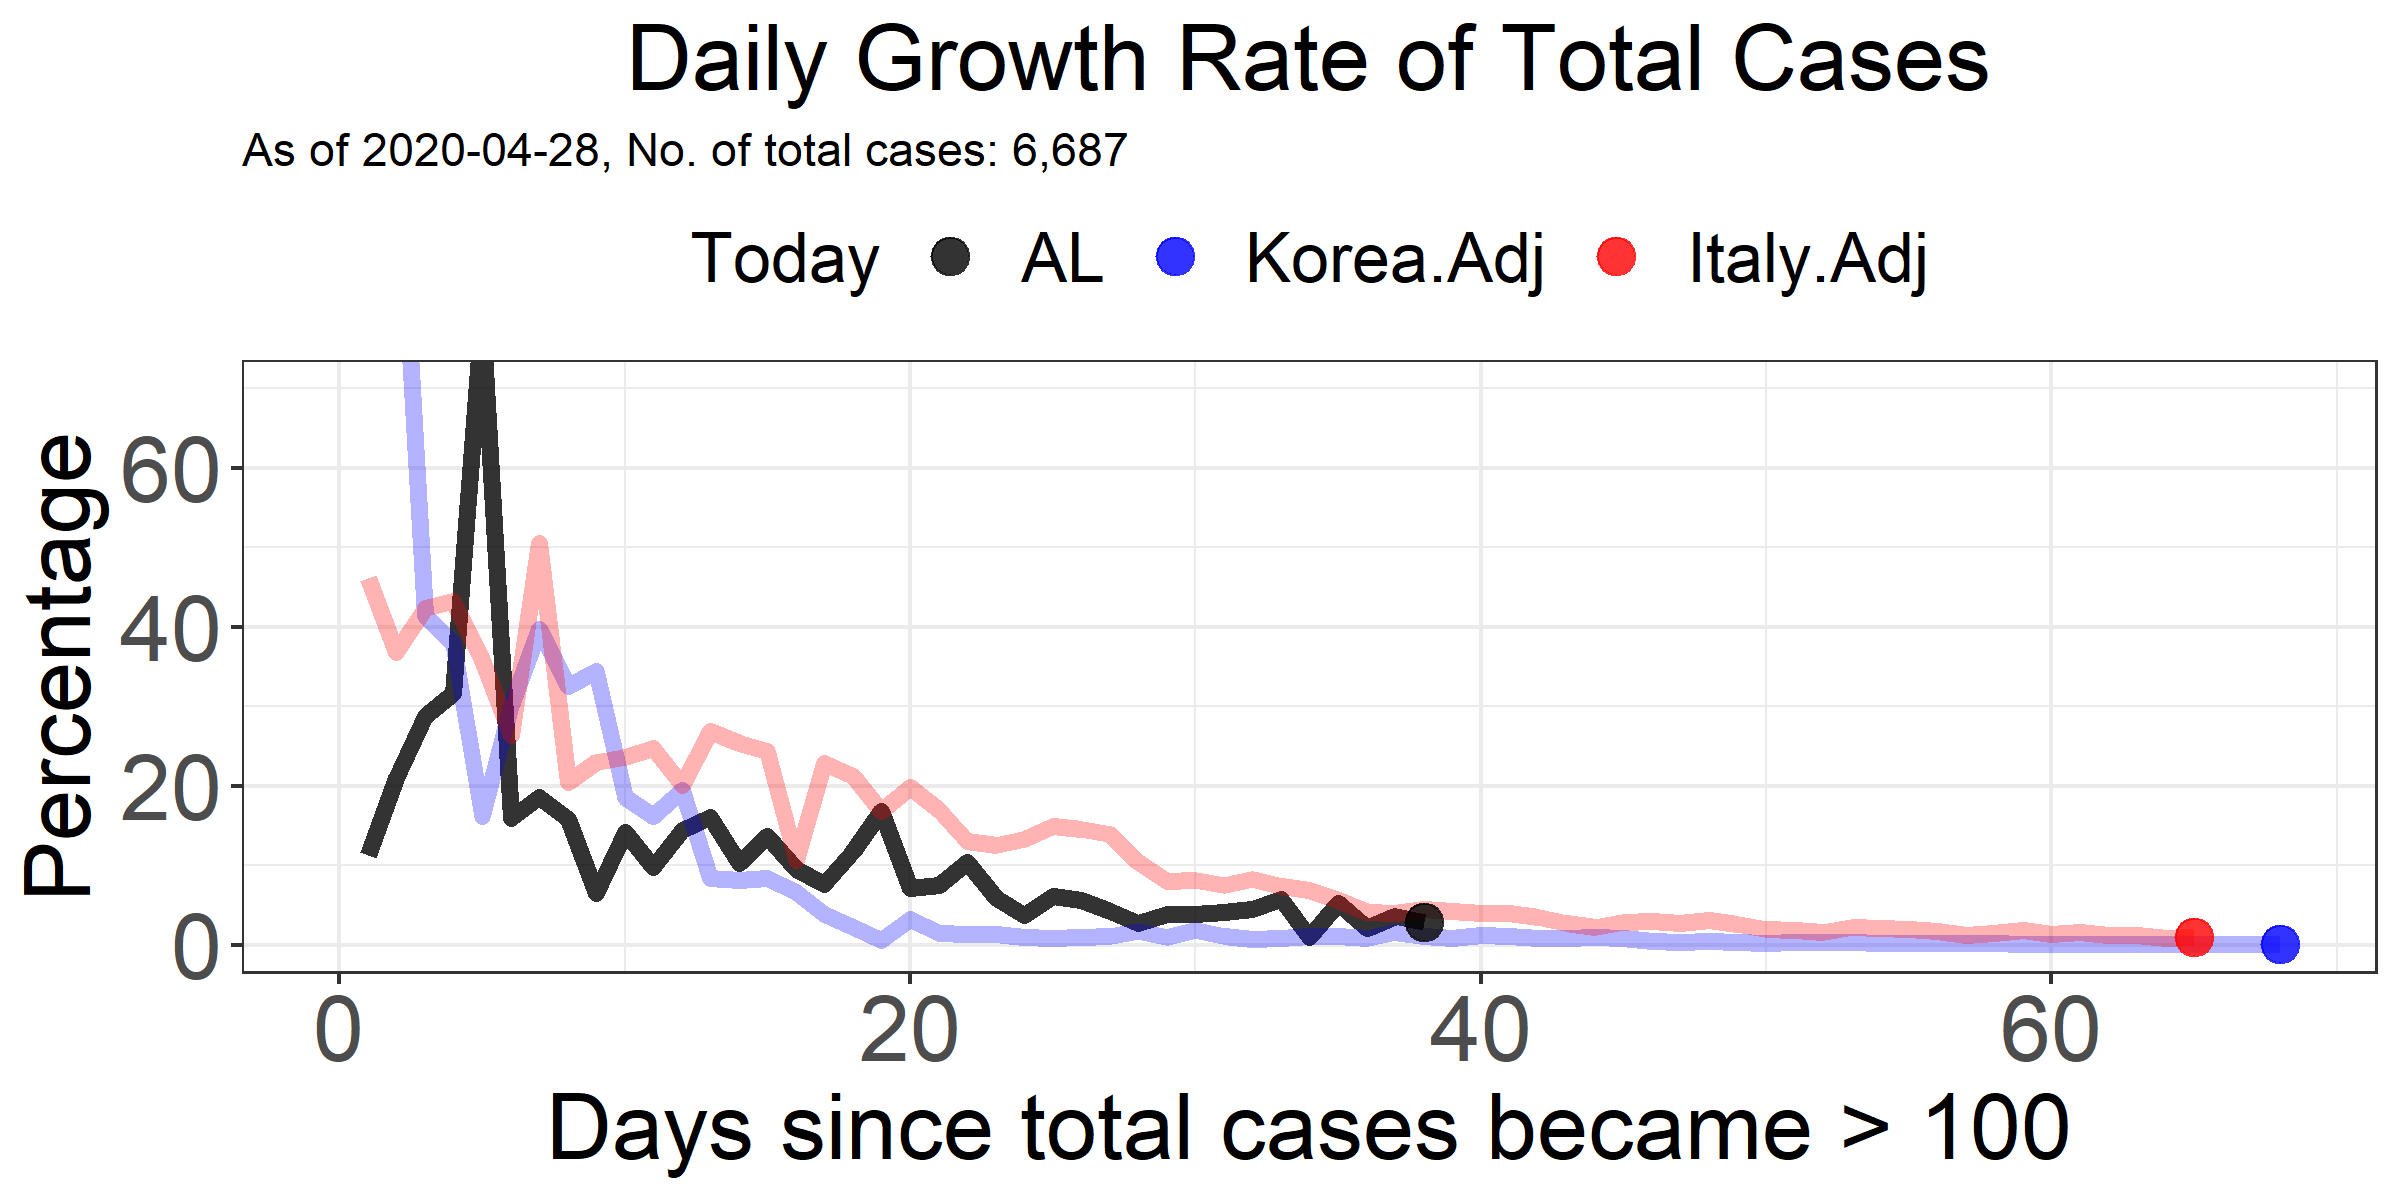 Daily Growth Rate of Total Cases
As of 2020-04-28, No. of total cases: 6,687
Today AL Korea.Adj Italy.Adj
Percentage
60
40
20
0
0 20 40 60
Days since total cases became > 100